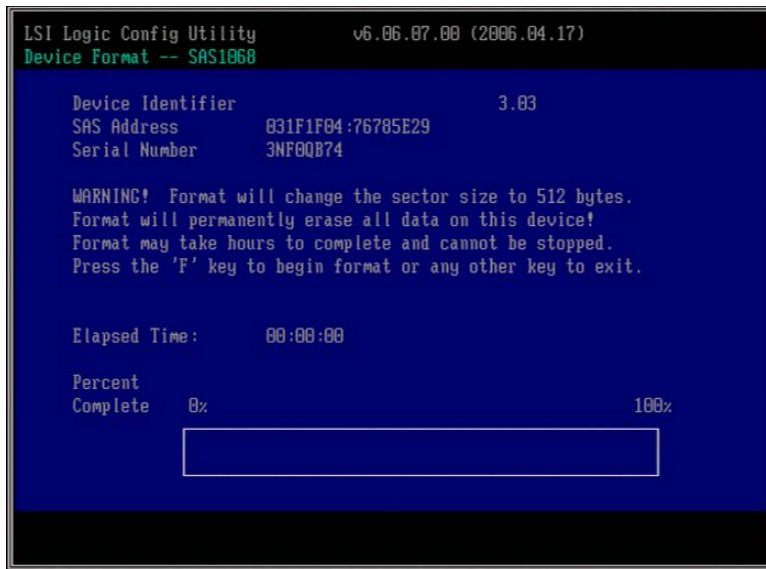 LSI Logic Config Utility v6.06.07.00 (2006.04.17)
Device Format -- SAS1068
Device Identifier 3.03
SAS Address 031F1F04:76785E29
Serial Number 3NF0QB74
WARNING! Format will change the sector size to 512 bytes.
Format will permanently erase all data on this device!
Format may take hours to complete and cannot be stopped.
Press the 'F' key to begin format or any other key to exit.
Elapsed Time: 00:00:00
Percent
Complete 0% 100%